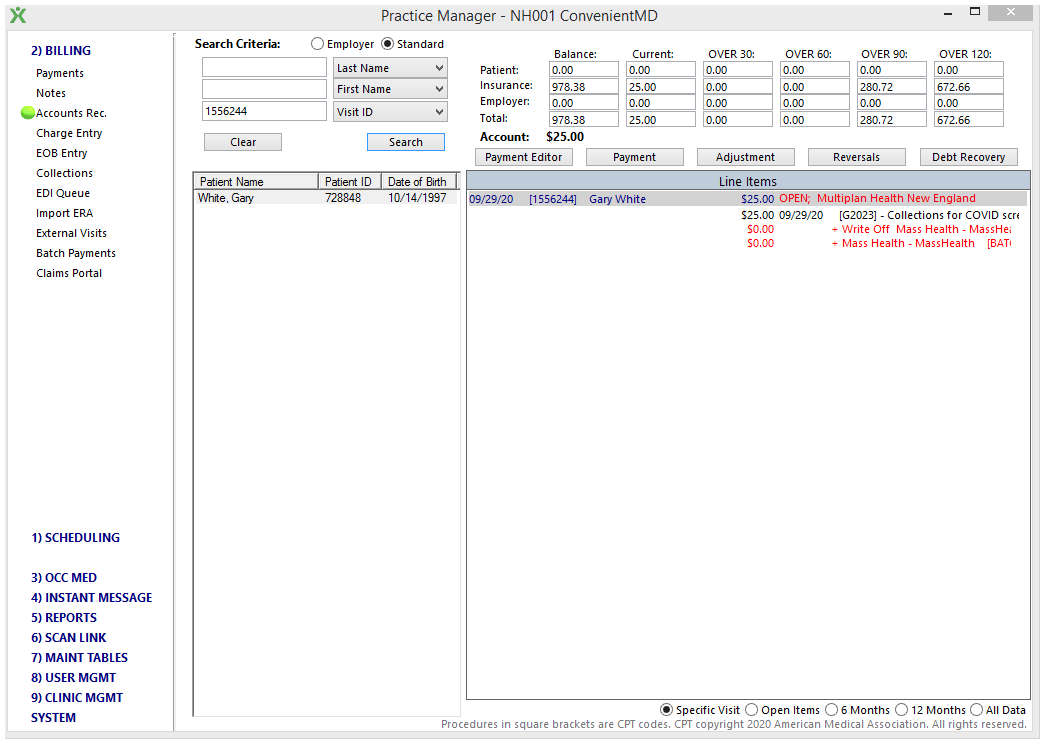 Practice Manager - NH001 ConvenientMD
2) BILLING
Payments
Notes
Accounts Rec.
Charge Entry
EOB Entry
Collections
EDI Queue
Import ERA
External Visits
Batch Payments
Claims Portal
1) SCHEDULING
3) OCC MED
4) INSTANT MESSAGE
5) REPORTS
6) SCAN LINK
7) MAINT TABLES
8) USER MGMT
9) CLINIC MGMT
SYSTEM
Search Criteria: Employer Standard
Last Name
First Name
1556244 Visit ID
Clear Search
Patient Name Patient ID Date of Birth
White, Gary 728848 10/14/1997
Balance: Current: OVER 30: OVER 60: OVER 90: OVER 120:
Patient: 0.00 0.00 0.00 0.00 0.00 0.00
Insurance: 978.38 25.00 0.00 0.00 280.72 672.66
Employer: 0.00 0.00 0.00 0.00 0.00 0.00
Total: 978.38 25.00 0.00 0.00 280.72 672.66
Account: $25.00
Payment Editor Payment Adjustment Reversals Debt Recovery
Line Items
09/29/20 [1556244] Gary White $25.00 OPEN; Multiplan Health New England
$25.00 09/29/20 [G2023] - Collections for COVID scre
$0.00 + Write Off Mass Health - MassHea
$0.00 + Mass Health - MassHealth [BAT
Specific Visit Open Items 6 Months 12 Months All Data
Procedures in square brackets are CPT codes. CPT copyright 2020 American Medical Association. All rights reserved.